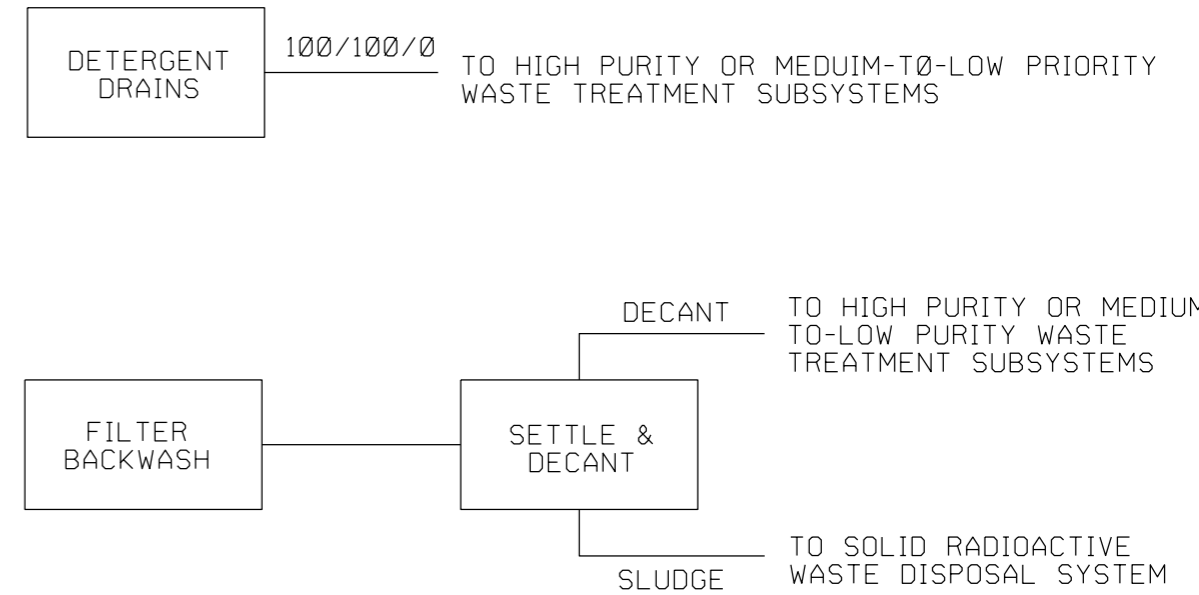 DETERGENT
DRAINS
100/100/0
TO HIGH PURITY OR MEDUIM-TO-LOW PRIORITY
WASTE TREATMENT SUBSYSTEMS
DECANT
TO HIGH PURITY OR MEDIUM
TO-LOW PURITY WASTE
TREATMENT SUBSYSTEMS
FILTER
BACKWASH
SETTLE &
DECANT
SLUDGE
TO SOLID RADIOACTIVE
WASTE DISPOSAL SYSTEM